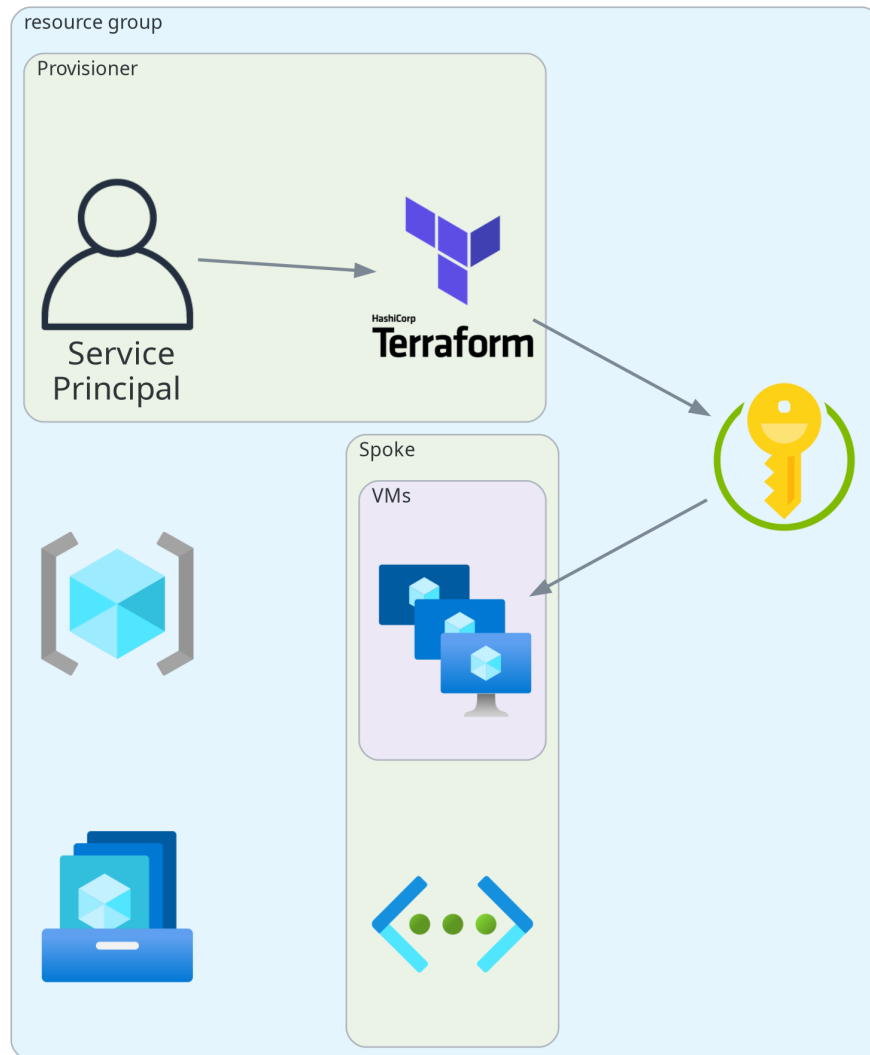 resource group
Provisioner
HashiCorp
Terraform
Service
Principal
Spoke
VMs